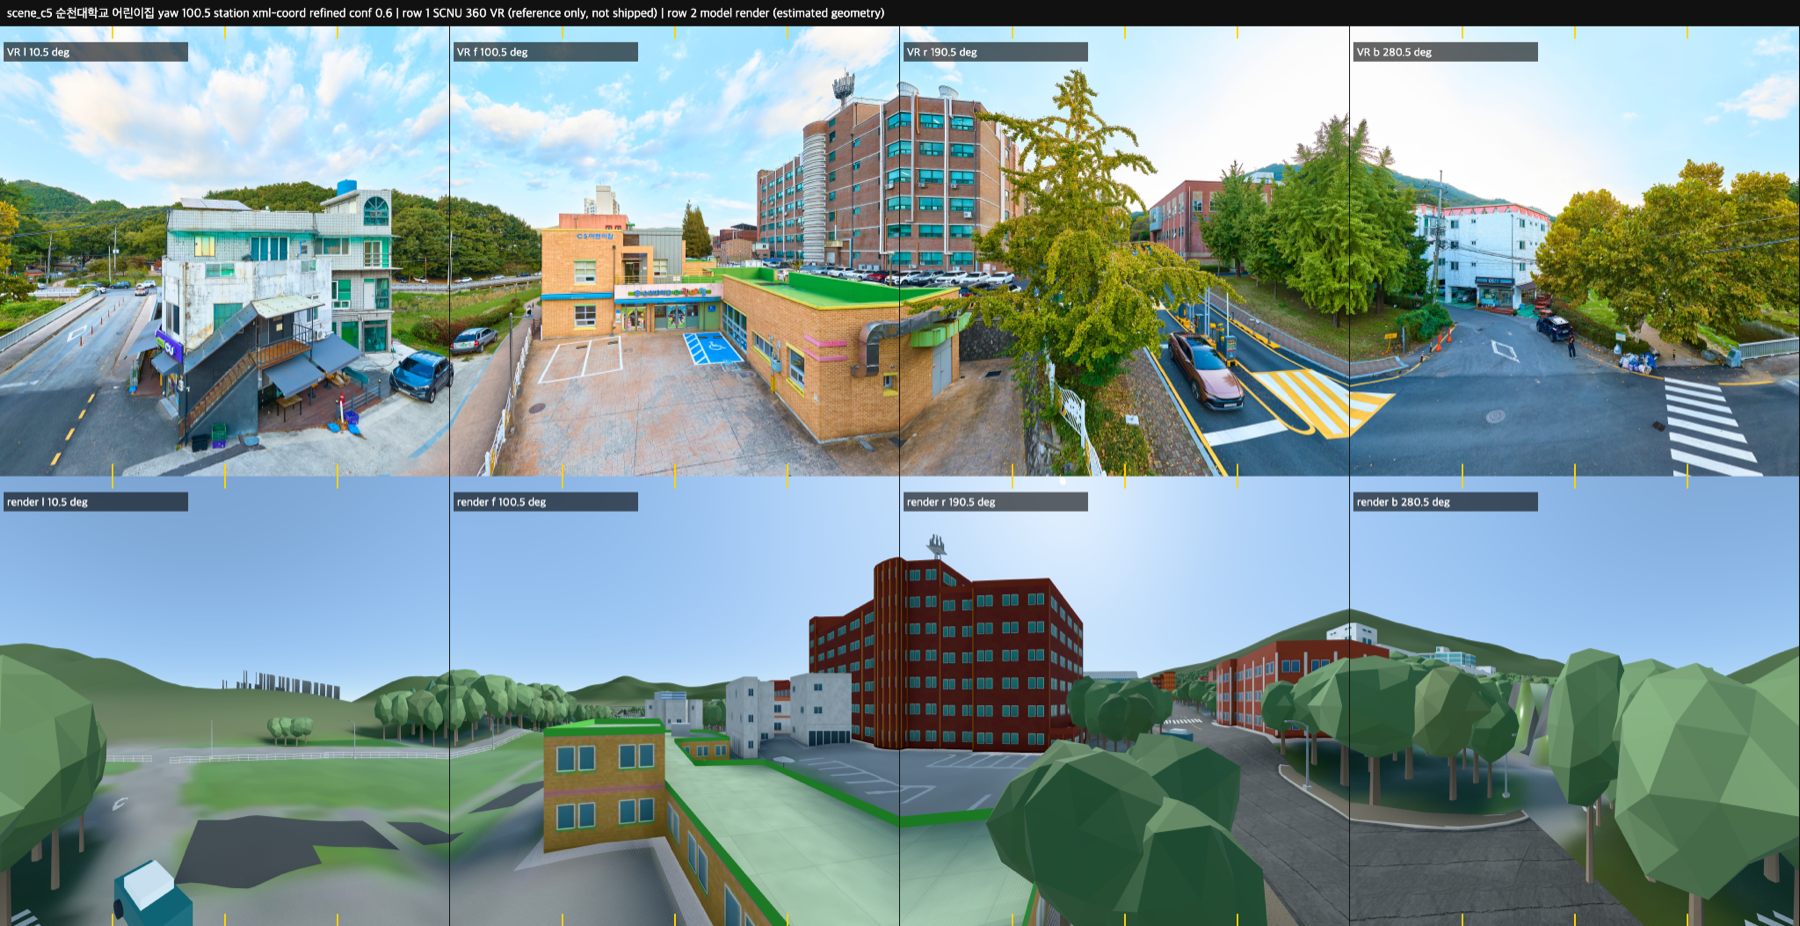 scene_c5 순천대학교 어린이집 yaw 100.5 station xml-coord refined conf 0.6 | row 1 SCNU 360 VR (reference only, not shipped) | row 2 model render (estimated geometry)
VR l 10.5 deg
VR f 100.5 deg
VR r 190.5 deg
VR b 280.5 deg
CU
render l 10.5 deg
render f 100.5 deg
render r 190.5 deg
render b 280.5 deg